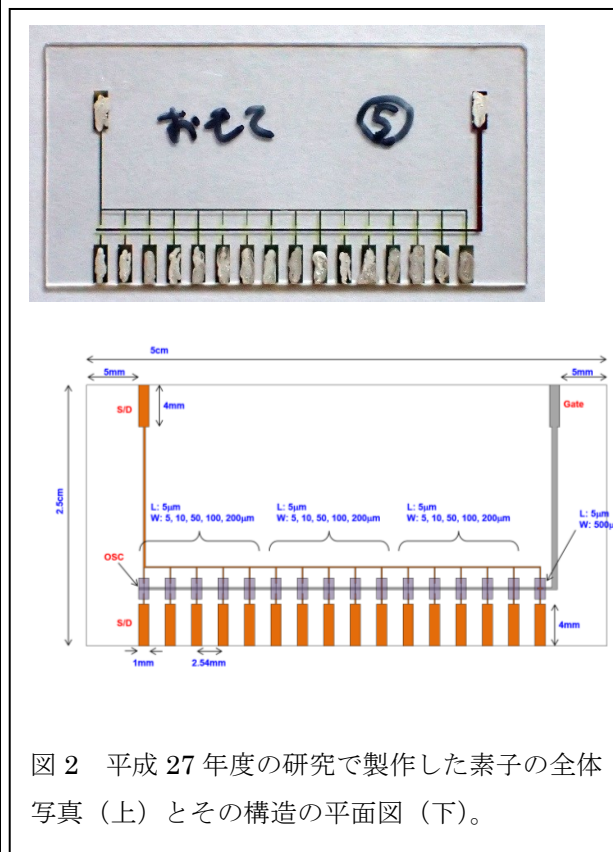 おもて ⑤
5cm
5mm 5mm
S/D 4mm Gate
2.5cm
L: 5μm L: 5μm L: 5μm L: 5μm
W: 5, 10, 50, 100, 200μm W: 5, 10, 50, 100, 200μm W: 5, 10, 50, 100, 200μm W: 500μ
OSC
S/D 4mm
1mm 2.54mm
図 2 平成 27 年度の研究で製作した素子の全体
写真（上）とその構造の平面図（下）。